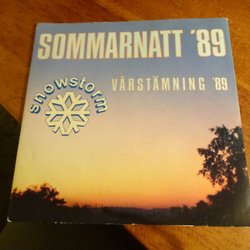 SOMMARNATT '89
snowstorm
VÅRSTÄMNING '89